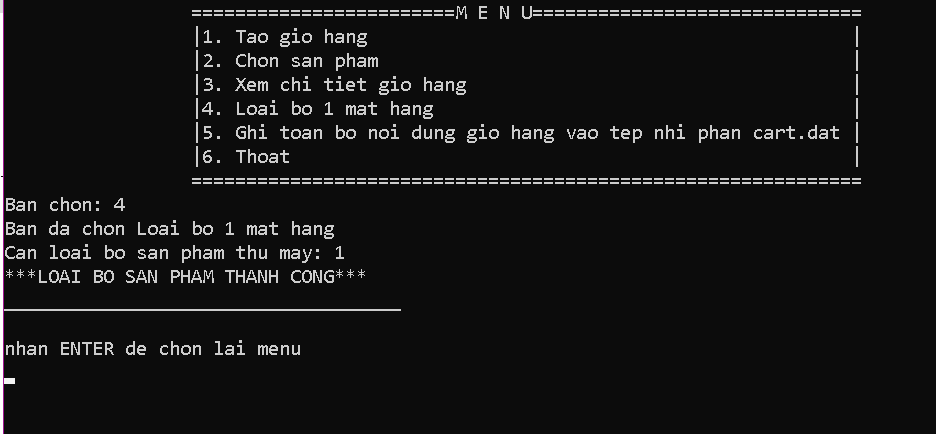 ========================M E N U==============================
|1. Tao gio hang |
|2. Chon san pham |
|3. Xem chi tiet gio hang |
|4. Loai bo 1 mat hang |
|5. Ghi toan bo noi dung gio hang vao tep nhi phan cart.dat |
|6. Thoat |
=============================================================
Ban chon: 4
Ban da chon Loai bo 1 mat hang
Can loai bo san pham thu may: 1
***LOAI BO SAN PHAM THANH CONG***
____________________________________
nhan ENTER de chon lai menu